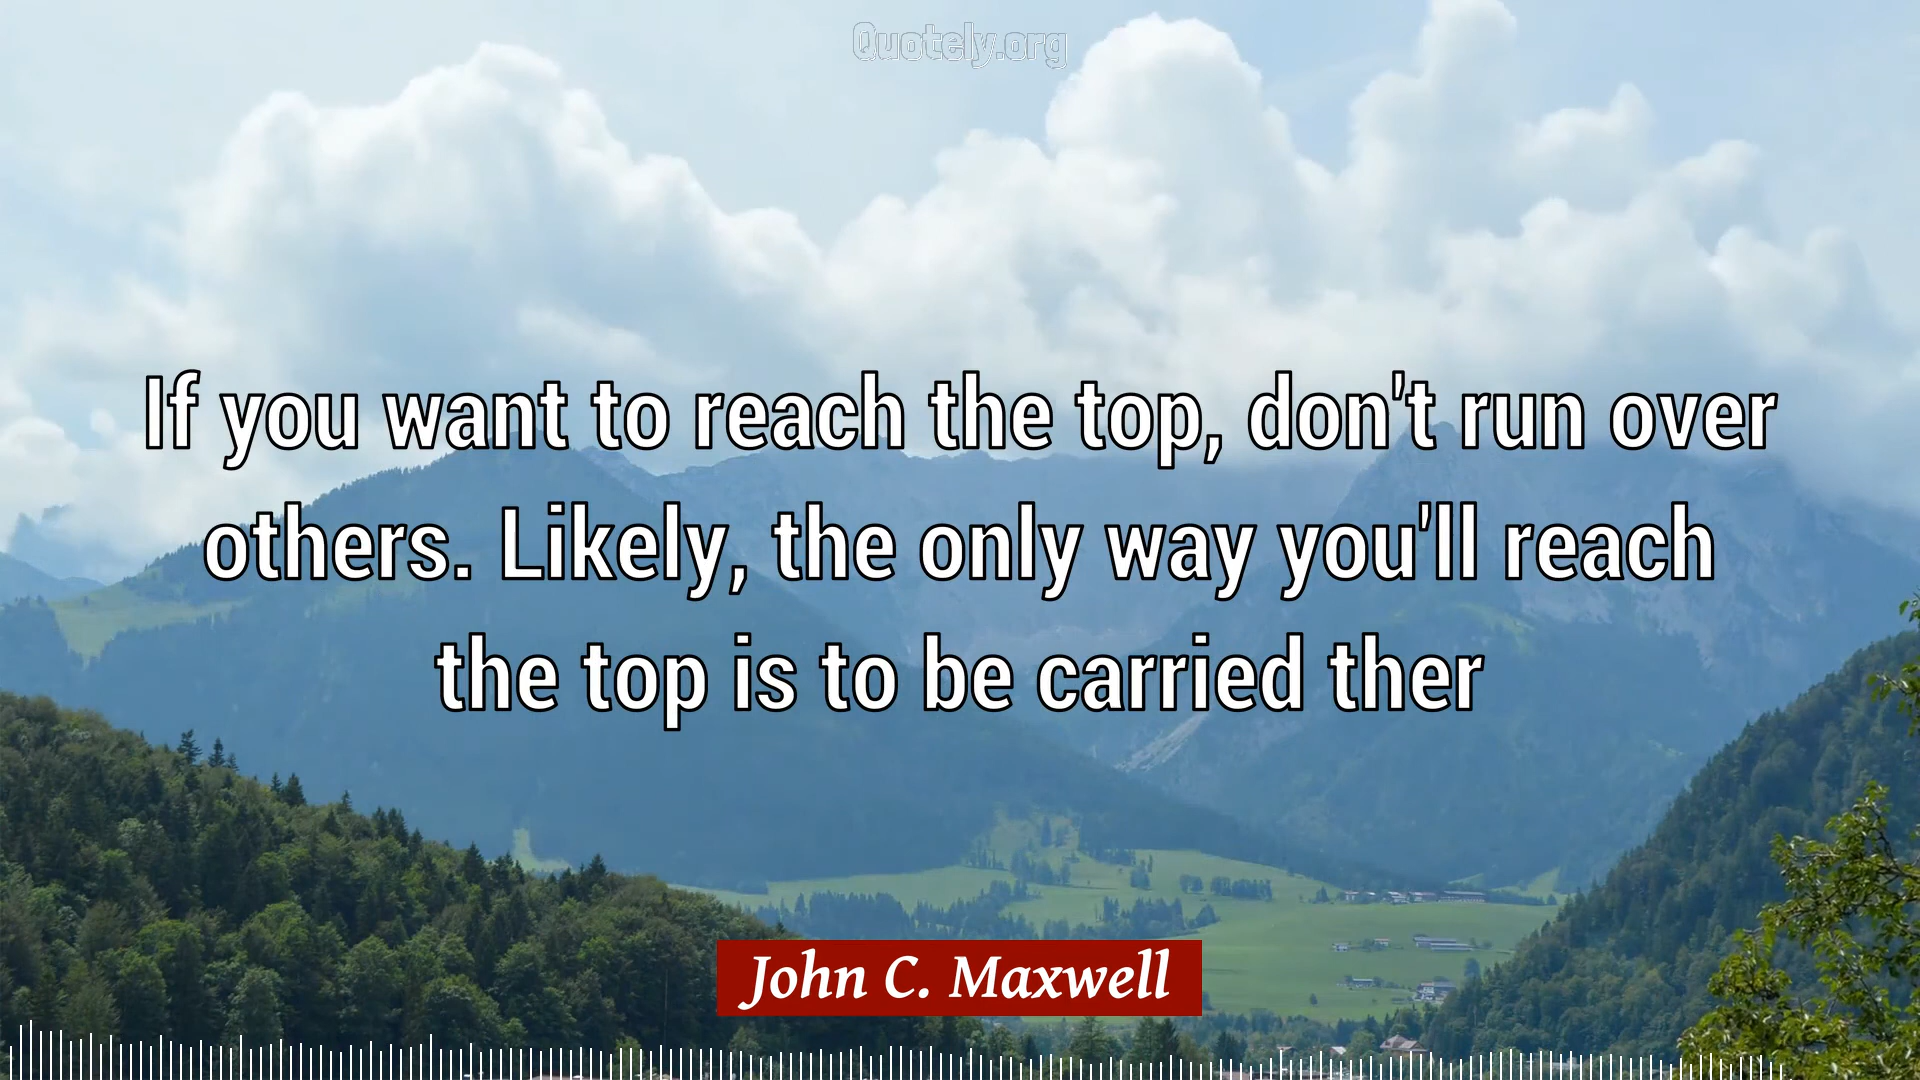 Quotely.org
If you want to reach the top, don't run over
others. Likely, the only way you'll reach
the top is to be carried ther
John C. Maxwell